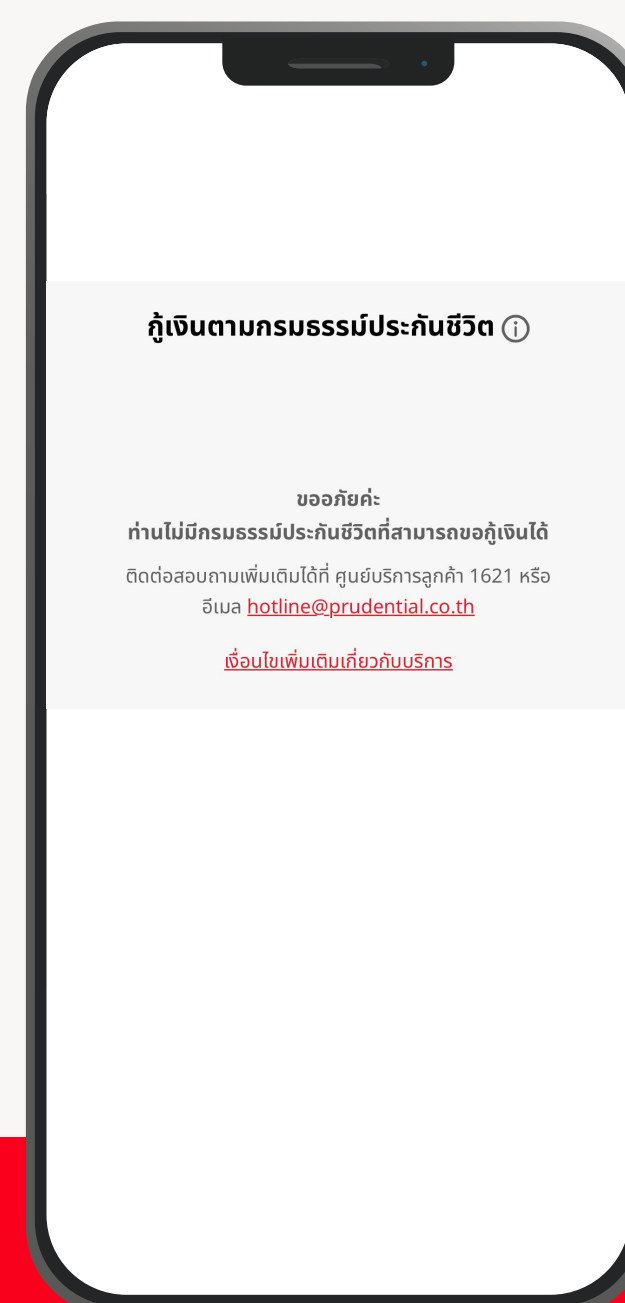 กู้เงินตามกรมธรรม์ประกันชีวิต
ขออภัยค่ะ
ท่านไม่มีกรมธรรม์ประกันชีวิตที่สามารถขอกู้เงินได้
ติดต่อสอบถามเพิ่มเติมได้ที่ ศูนย์บริการลูกค้า 1621 หรือ
อีเมล hotline@prudential.co.th
เงื่อนไขเพิ่มเติมเกี่ยวกับบริการ